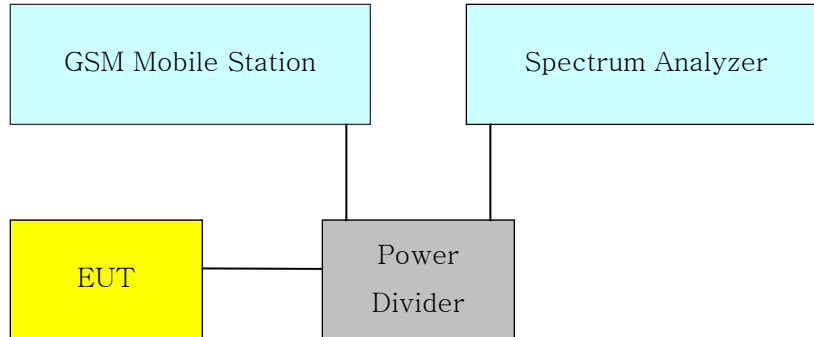 GSM Mobile Station
Spectrum Analyzer
EUT
Power
Divider